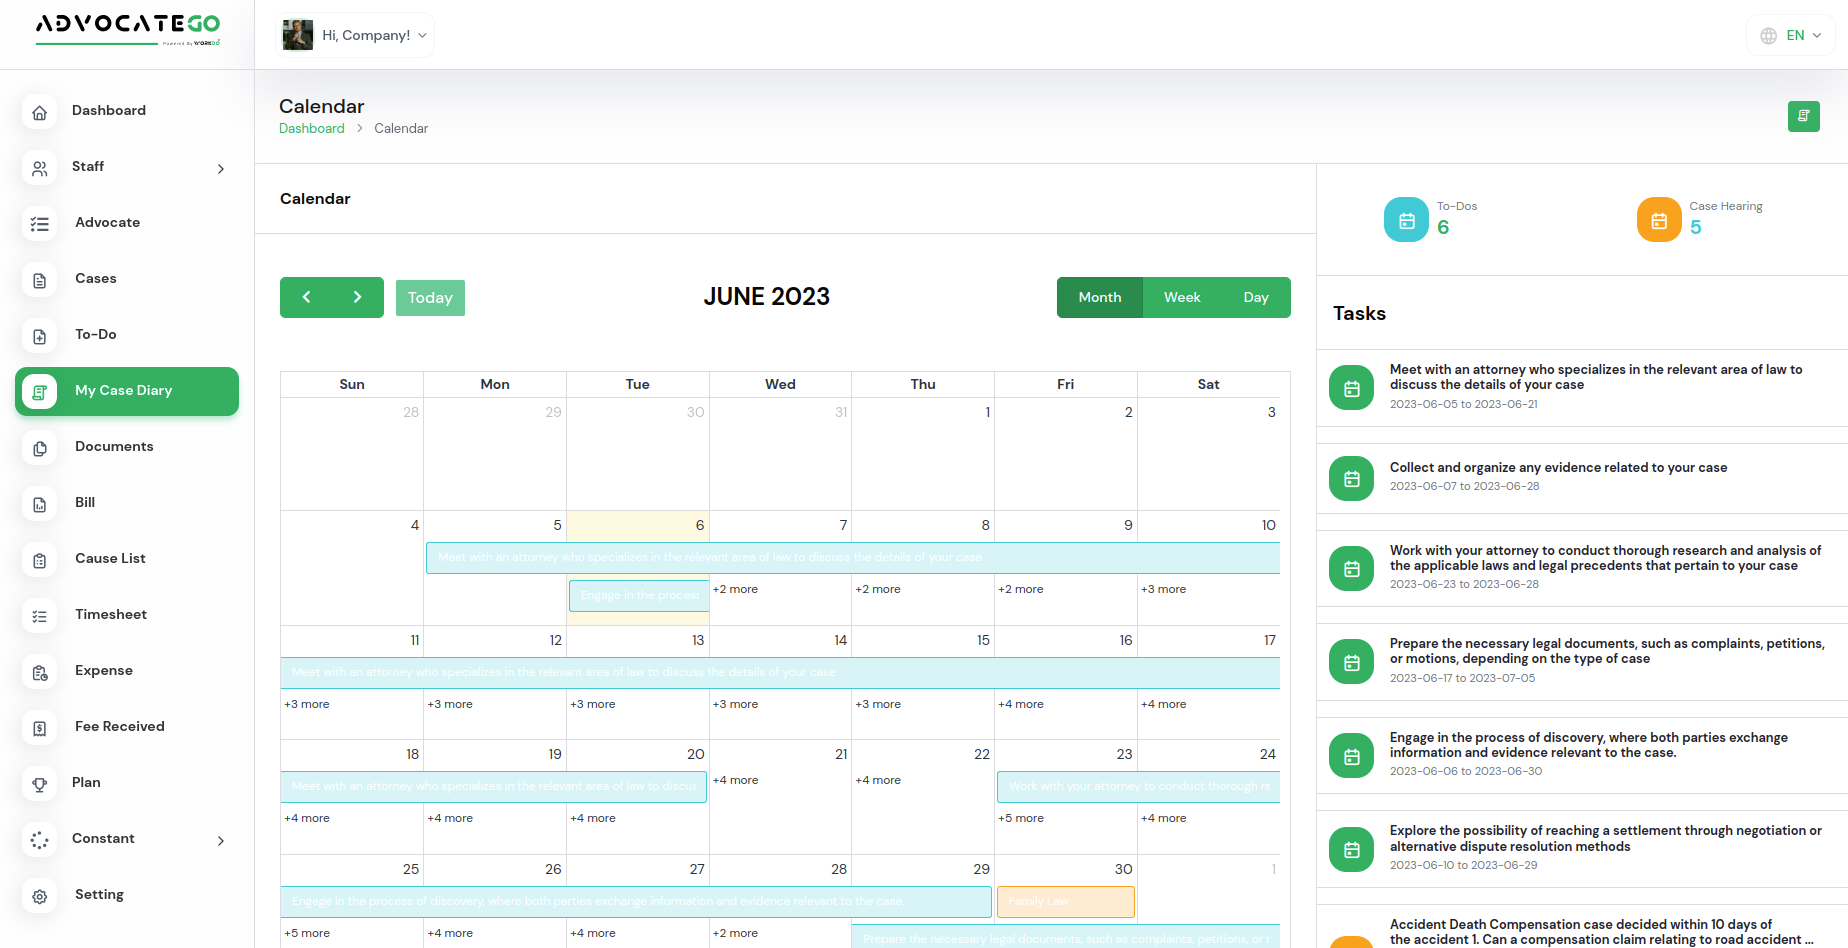 ADVOCATEGO
Powered By WORKDO
Hi, Company!
EN
Dashboard
Staff
Advocate
Cases
To-Do
My Case Diary
Documents
Bill
Cause List
Timesheet
Expense
Fee Received
Plan
Constant
Setting
Calendar
Dashboard > Calendar
Calendar
Today
JUNE 2023
Month Week Day
Sun Mon Tue Wed Thu Fri Sat
28 29 30 31 1 2 3
4 5 6 7 8 9 10
Meet with an attorney who specializes in the relevant area of law to discuss the details of your case
Engage in the process +2 more +2 more +2 more +3 more
11 12 13 14 15 16 17
Meet with an attorney who specializes in the relevant area of law to discuss the details of your case
+3 more +3 more +3 more +3 more +3 more +4 more +4 more
18 19 20 21 22 23 24
Meet with an attorney who specializes in the relevant area of law to discus +4 more +4 more Work with your attorney to conduct thorough re
+4 more +4 more +4 more +5 more +4 more
25 26 27 28 29 30 1
Engage in the process of discovery, where both parties exchange information and evidence relevant to the case. Family Law
+5 more +4 more +4 more +2 more Prepare the necessary legal documents, such as complaints, petitions, or r
To-Dos
6
Case Hearing
5
Tasks
Meet with an attorney who specializes in the relevant area of law to
discuss the details of your case
2023-06-05 to 2023-06-21
Collect and organize any evidence related to your case
2023-06-07 to 2023-06-28
Work with your attorney to conduct thorough research and analysis of
the applicable laws and legal precedents that pertain to your case
2023-06-23 to 2023-06-28
Prepare the necessary legal documents, such as complaints, petitions,
or motions, depending on the type of case
2023-06-17 to 2023-07-05
Engage in the process of discovery, where both parties exchange
information and evidence relevant to the case.
2023-06-06 to 2023-06-30
Explore the possibility of reaching a settlement through negotiation or
alternative dispute resolution methods
2023-06-10 to 2023-06-29
Accident Death Compensation case decided within 10 days of
the accident 1. Can a compensation claim relating to road accident ...